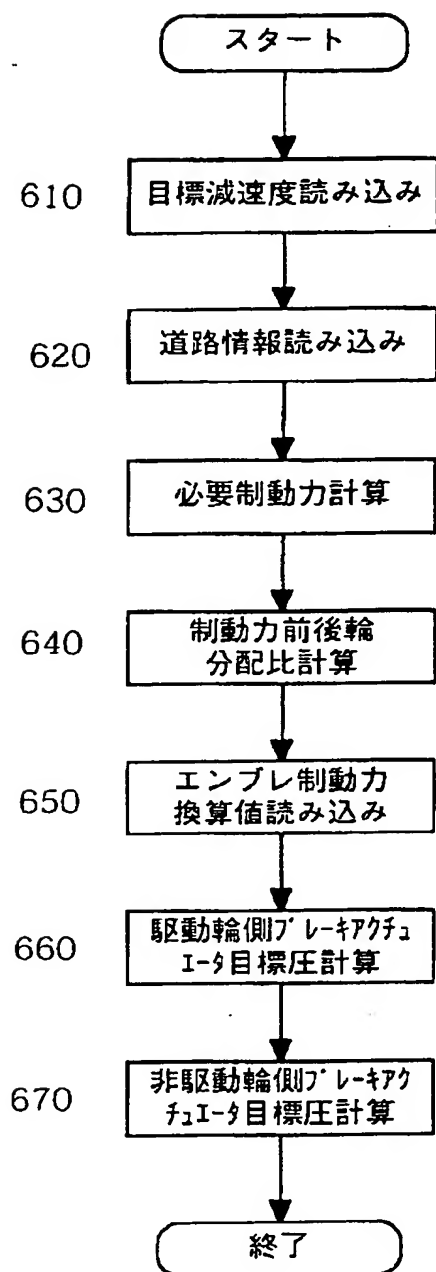 スタート
610
目標減速度読み込み
620
道路情報読み込み
630
必要制動力計算
640
制動力前後輪
分配比計算
650
エンブレ制動力
換算値読み込み
660
駆動輪側ブレーキアクチュ
エータ目標圧計算
670
非駆動輪側ブレーキアク
チュエータ目標圧計算
終了